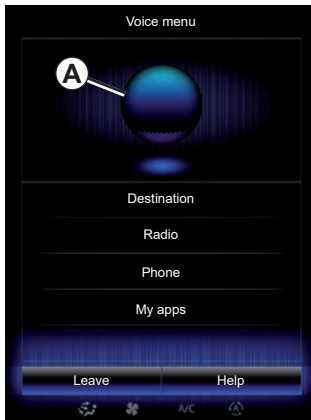 Voice menu
A
Destination
Radio
Phone
My apps
Leave Help
A/C A